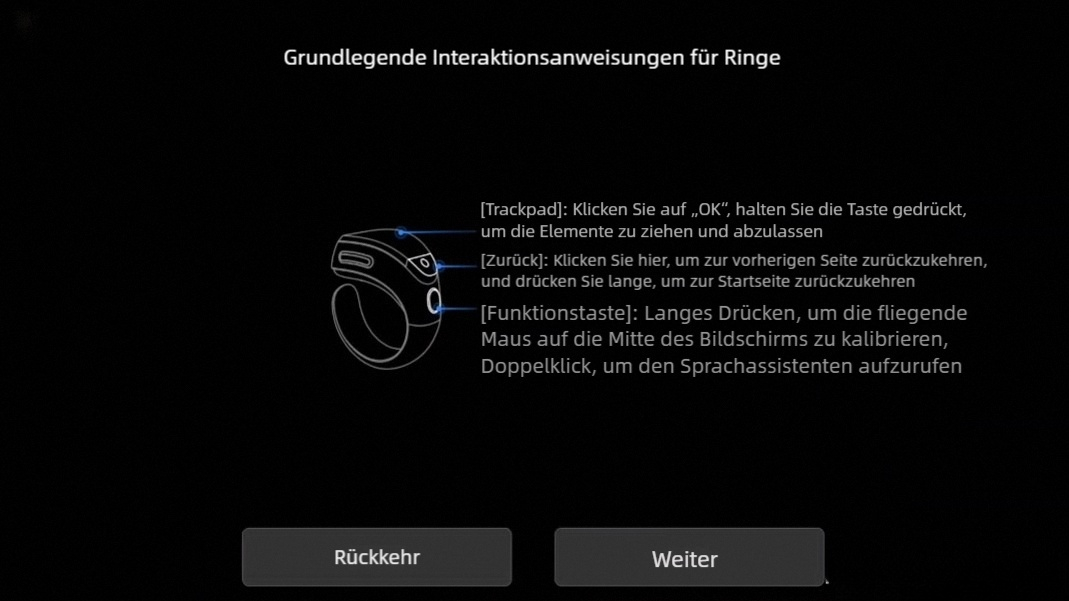 Grundlegende Interaktionsanweisungen für Ringe
[Trackpad]: Klicken Sie auf „OK“, halten Sie die Taste gedrückt,
um die Elemente zu ziehen und abzulassen
[Zurück]: Klicken Sie hier, um zur vorherigen Seite zurückzukehren,
und drücken Sie lange, um zur Startseite zurückzukehren
[Funktionstaste]: Langes Drücken, um die fliegende
Maus auf die Mitte des Bildschirms zu kalibrieren,
Doppelklick, um den Sprachassistenten aufzurufen
Rückkehr
Weiter